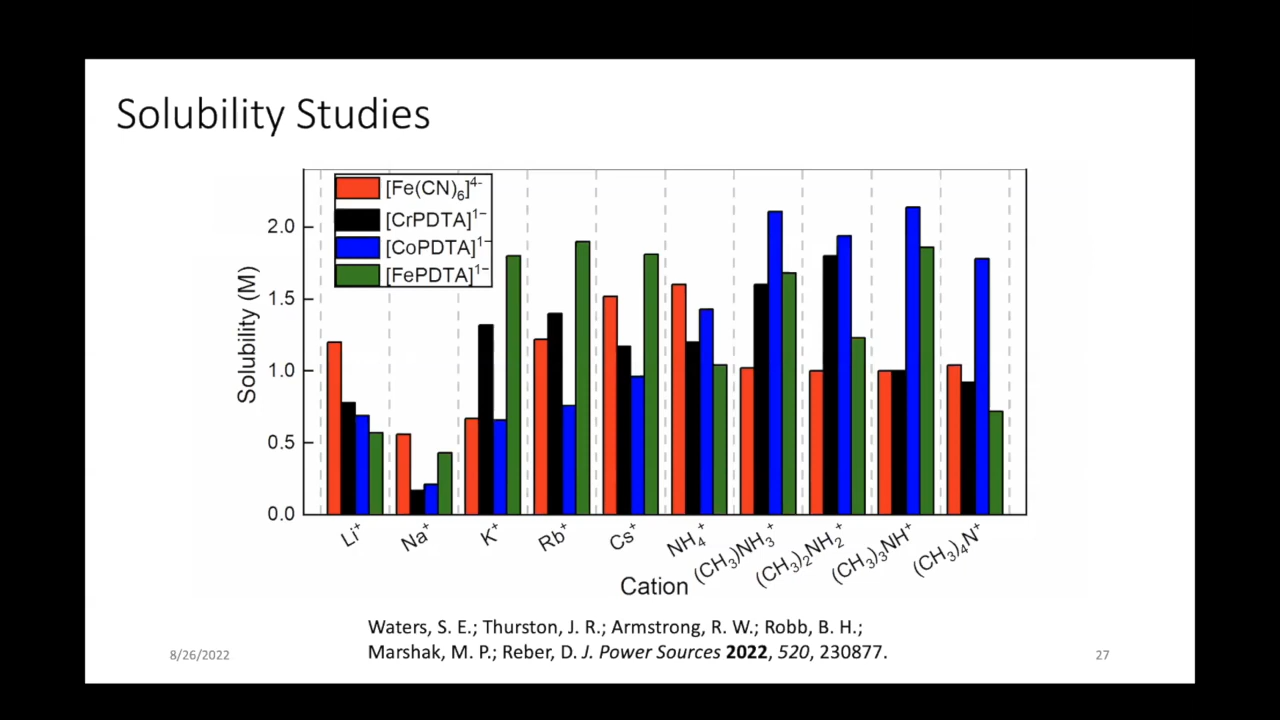 Solubility Studies
[Fe(CN)₆]⁴⁻
[CrPDTA]¹⁻
[CoPDTA]¹⁻
[FePDTA]¹⁻
Solubility (M)
2.0
1.5
1.0
0.5
0.0
Li⁺
Na⁺
K⁺
Rb⁺
Cs⁺
NH₄⁺
(CH₃)NH₃⁺
(CH₃)₂NH₂⁺
(CH₃)₃NH⁺
(CH₃)₄N⁺
Cation
Waters, S. E.; Thurston, J. R.; Armstrong, R. W.; Robb, B. H.;
Marshak, M. P.; Reber, D. J. Power Sources 2022, 520, 230877.
8/26/2022
27